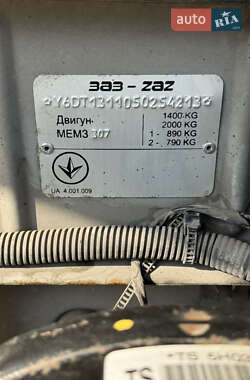 AUTO.RIA
ЗАЗ - ZAZ
*Y6DT13110502S4213*
Двигун
МЕМЗ 307
1400 KG
2000 KG
1 - 890 KG
2 - 790 KG
UA 4.001.009
TS